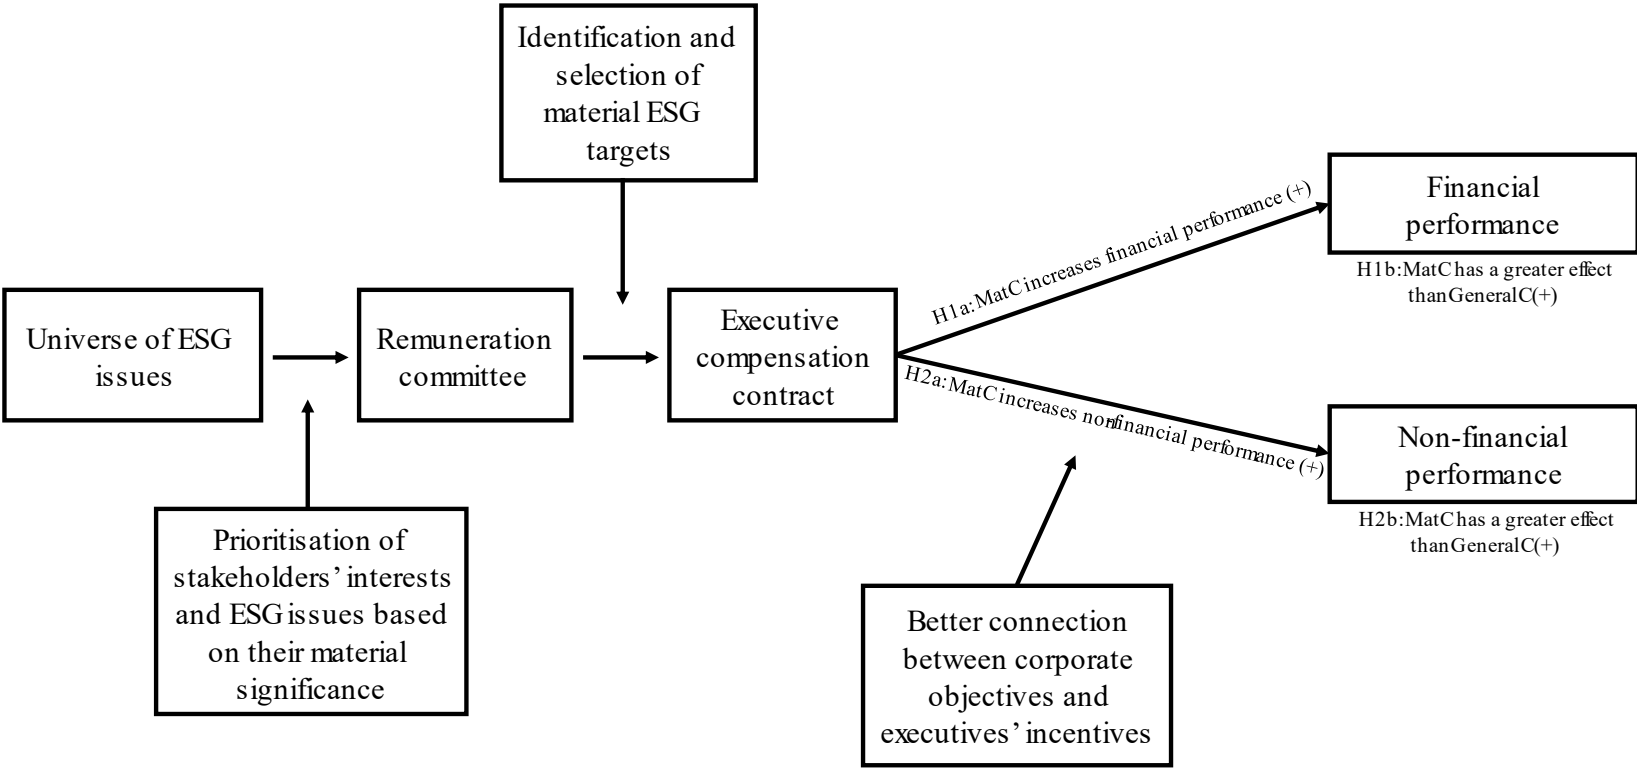 Identification and
selection of
material ESG
targets
Universe of ESG
issues
Remuneration
committee
Executive
compensation
contract
H1a: MatC increases financial performance (+)
H2a: MatC increases non-financial performance (+)
Financial
performance
H1b: MatC has a greater effect
than GeneralC (+)
Non-financial
performance
H2b: MatC has a greater effect
than GeneralC (+)
Prioritisation of
stakeholders’ interests
and ESG issues based
on their material
significance
Better connection
between corporate
objectives and
executives’ incentives